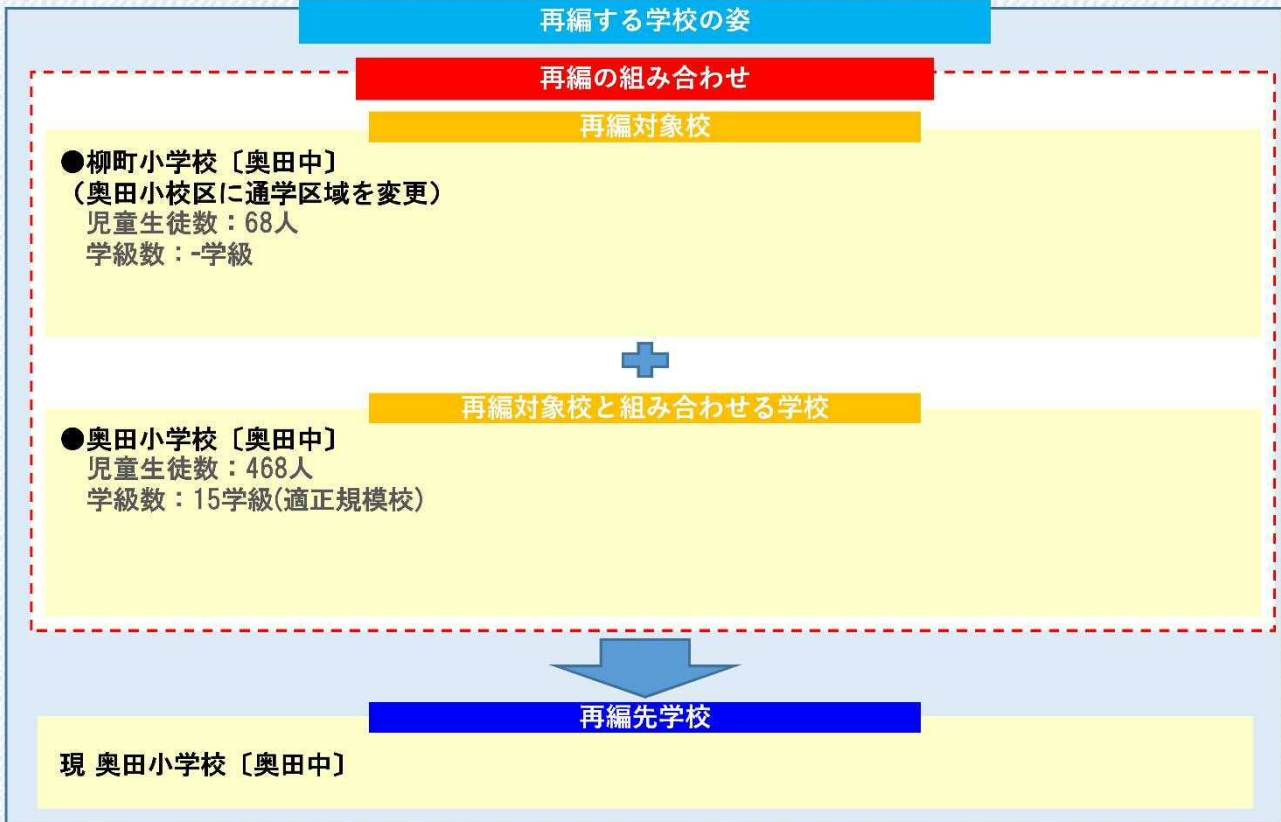 再編する学校の姿
再編の組み合わせ
再編対象校
●柳町小学校〔奥田中〕
（奥田小校区に通学区域を変更）
児童生徒数：68人
学級数：-学級
再編対象校と組み合わせる学校
●奥田小学校〔奥田中〕
児童生徒数：468人
学級数：15学級(適正規模校)
再編先学校
現 奥田小学校〔奥田中〕